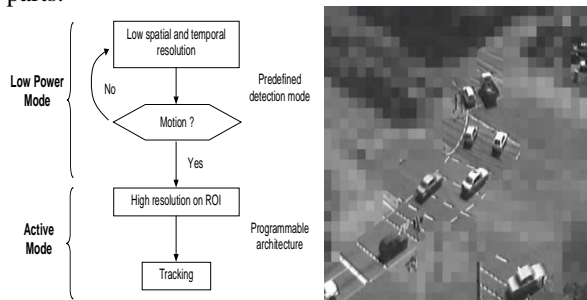 parts.
Low spatial and temporal
resolution
Low Power
Mode
No
Predefined
detection mode
Motion ?
Yes
High resolution on ROI
Active
Mode
Programmable
architecture
Tracking